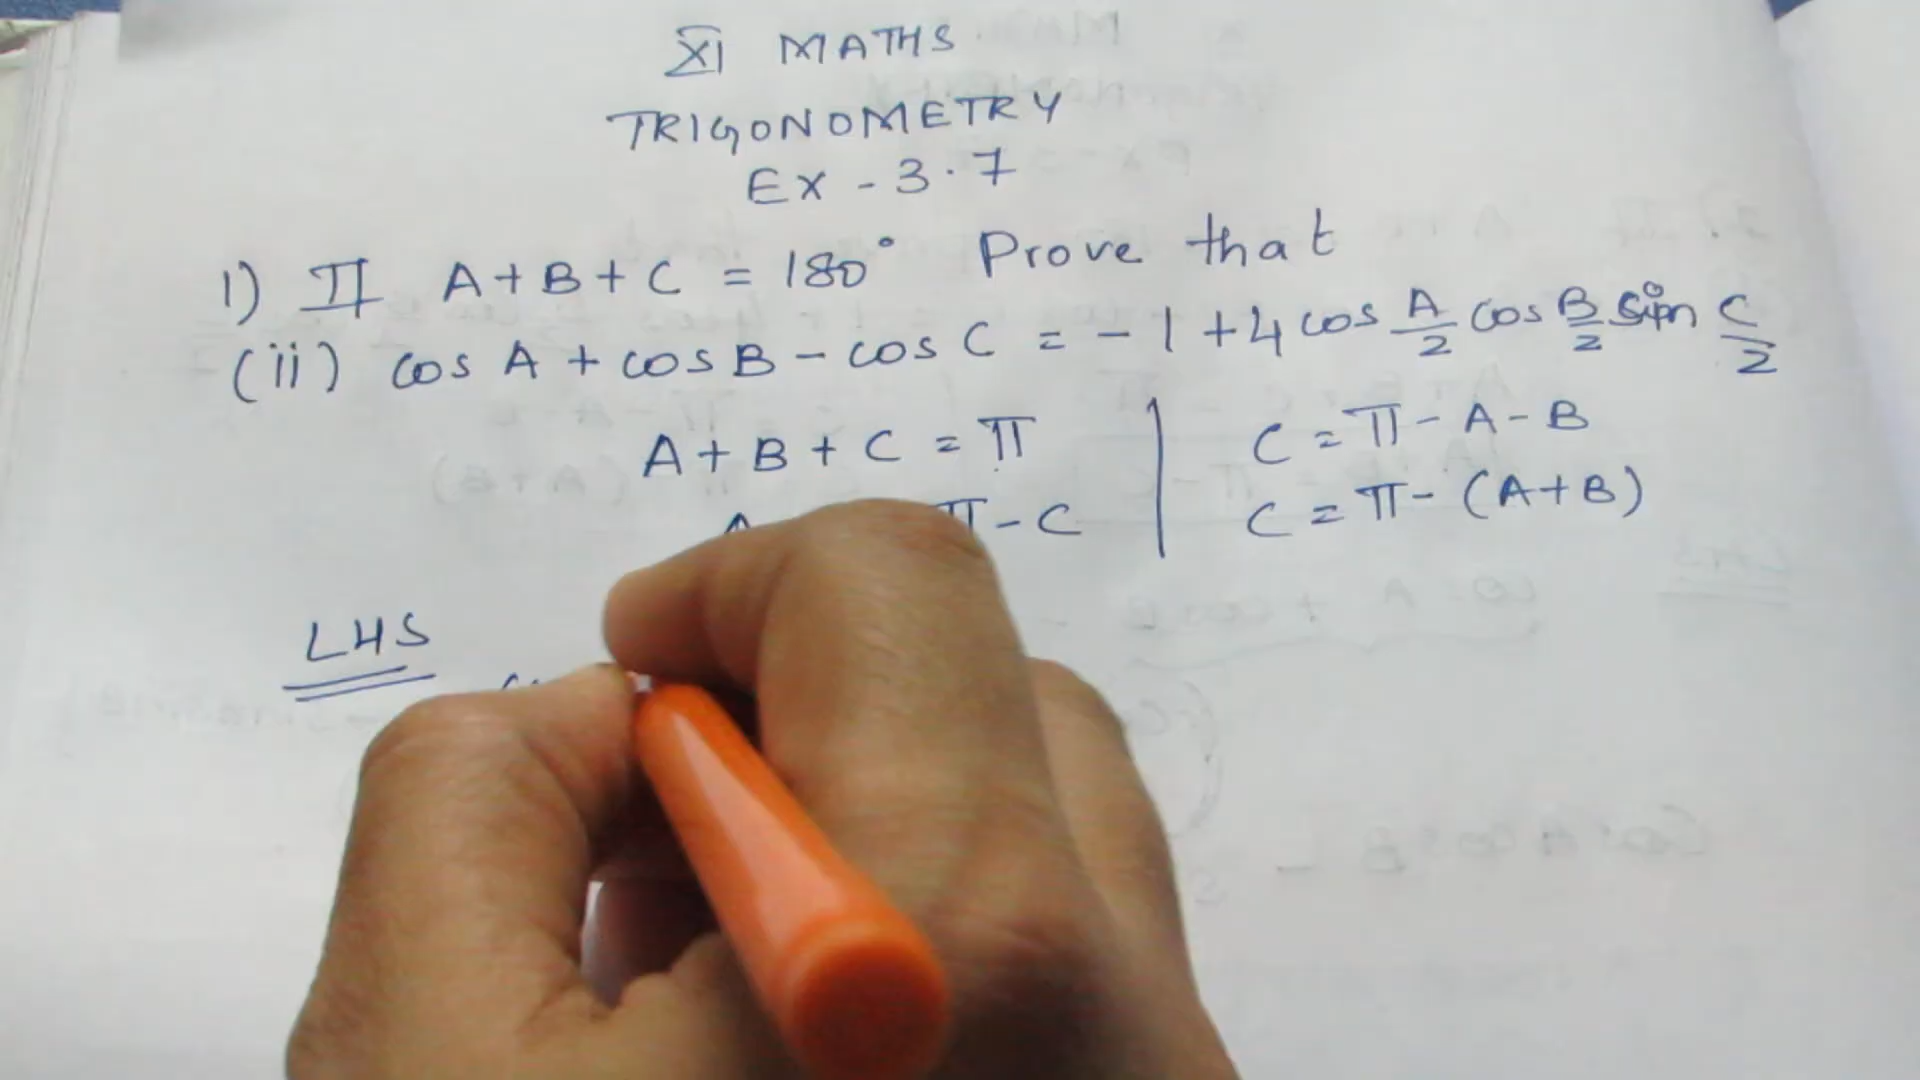 XI MATHS
TRIGONOMETRY
EX - 3.7
1) If A + B + C = 180° Prove that
(ii) cos A + cos B - cos C = -1 + 4 cos A/2 cos B/2 sin C/2
A + B + C = π
π - C
C = π - A - B
C = π - (A+B)
LHS